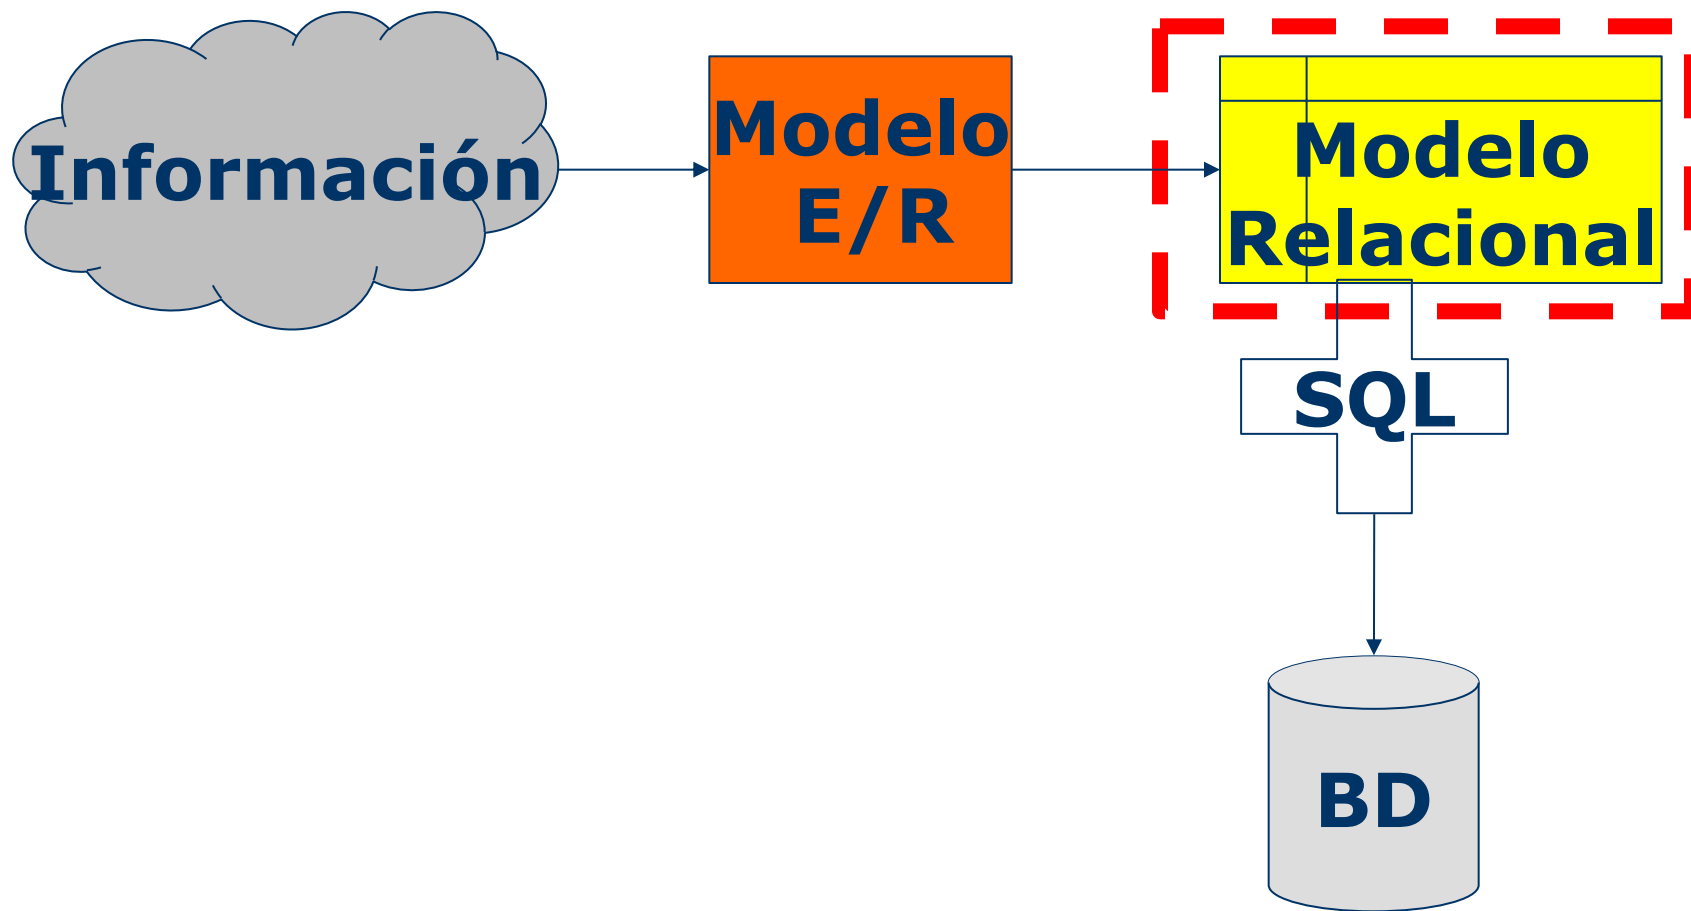 Información
Modelo
E/R
Modelo
Relacional
SQL
BD